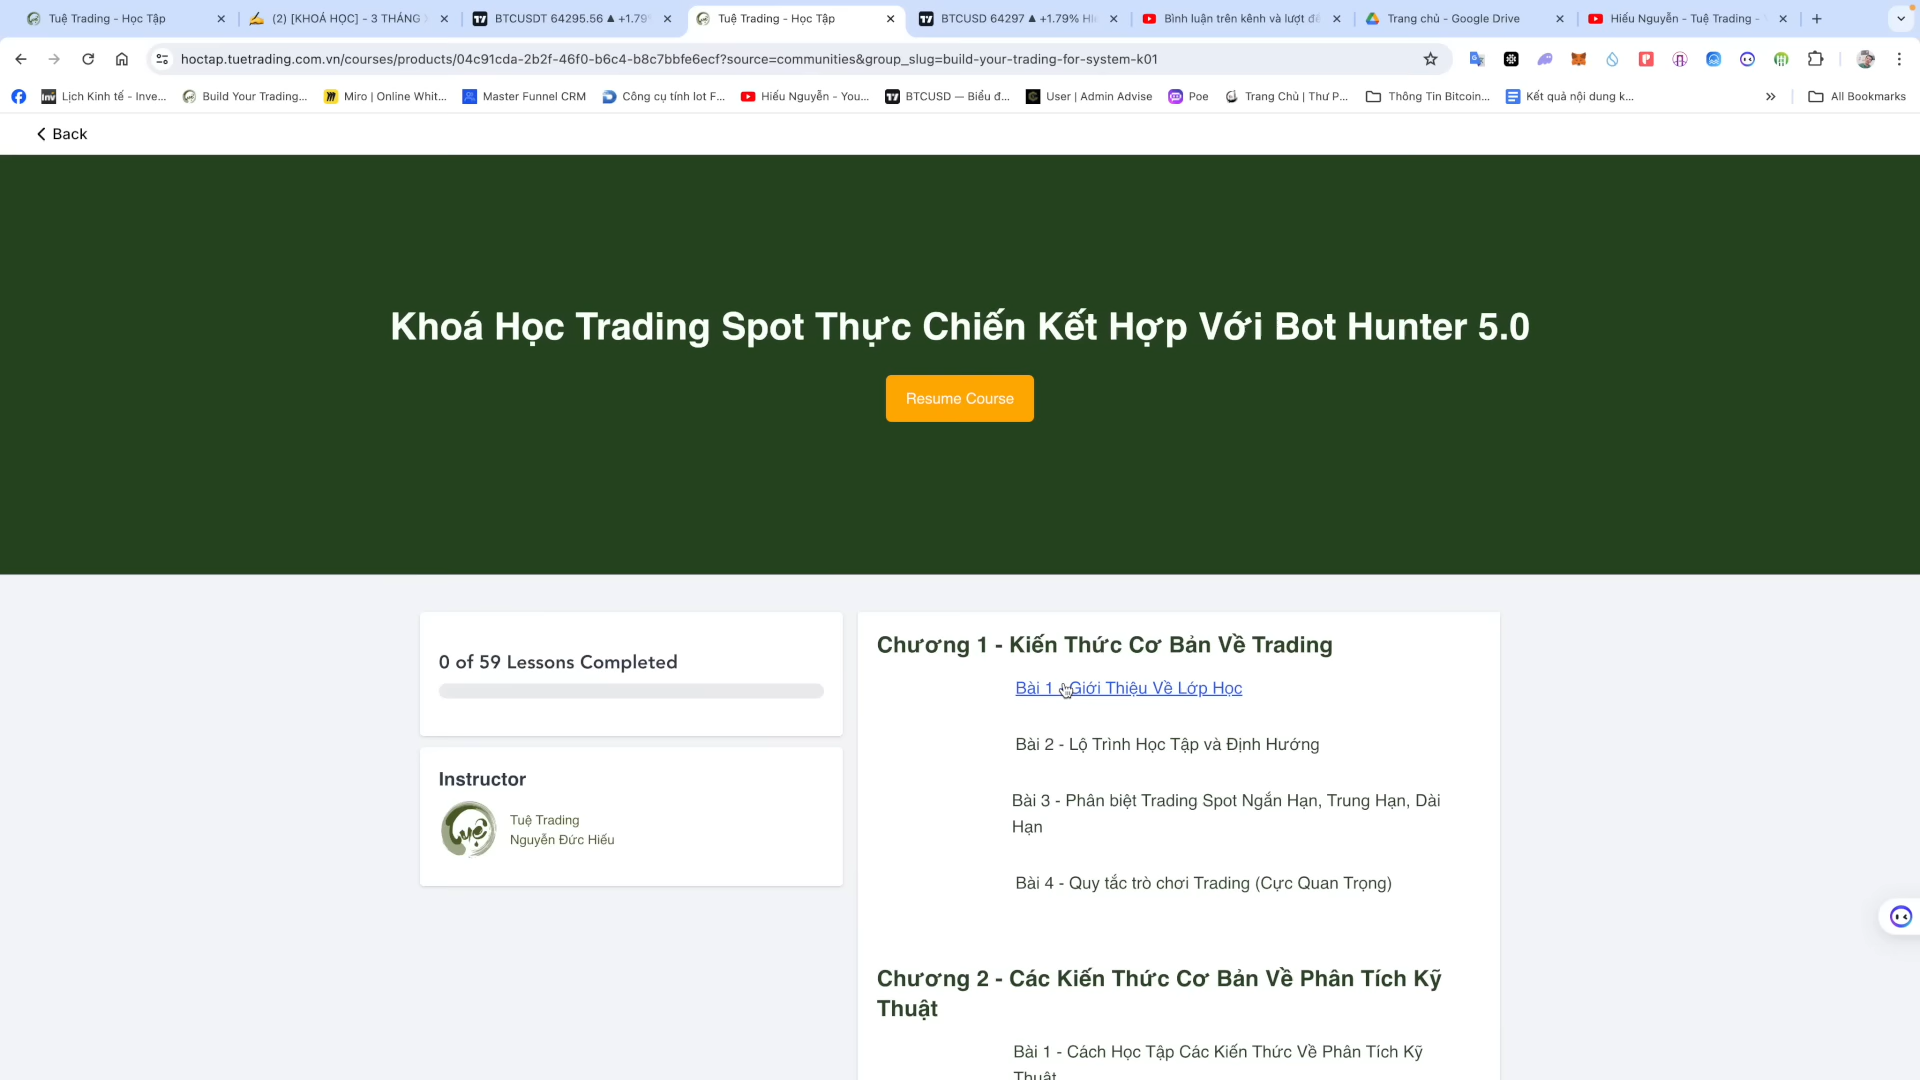 Tuệ Trading - Học Tập
(2) [KHOÁ HỌC] - 3 THÁNG
BTCUSDT 64295.56 ▲ +1.79
Tuệ Trading - Học Tập
BTCUSD 64297 ▲ +1.79%
Bình luận trên kênh và lượt
Trang chủ - Google Drive
Hiếu Nguyễn - Tuệ Trading -
hoctap.tuetrading.com.vn/courses/products/04c91cda-2b2f-46f0-b6c4-b8c7bbfe6ecf?source=communities&group_slug=build-your-trading-for-system-k01
Lịch Kinh tế - Inve...
Build Your Trading...
Miro | Online Whit...
Master Funnel CRM
Công cụ tính lot F...
Hiếu Nguyễn - You...
BTCUSD — Biểu đ...
User | Admin Advise
Poe
Trang Chủ | Thư P...
Thông Tin Bitcoin...
Kết quả nội dung k...
All Bookmarks
Back
Khoá Học Trading Spot Thực Chiến Kết Hợp Với Bot Hunter 5.0
Resume Course
0 of 59 Lessons Completed
Instructor
Tuệ
Tuệ Trading
Nguyễn Đức Hiếu
Chương 1 - Kiến Thức Cơ Bản Về Trading
Bài 1 - Giới Thiệu Về Lớp Học
Bài 2 - Lộ Trình Học Tập và Định Hướng
Bài 3 - Phân biệt Trading Spot Ngắn Hạn, Trung Hạn, Dài
Hạn
Bài 4 - Quy tắc trò chơi Trading (Cực Quan Trọng)
Chương 2 - Các Kiến Thức Cơ Bản Về Phân Tích Kỹ
Thuật
Bài 1 - Cách Học Tập Các Kiến Thức Về Phân Tích Kỹ
Thuật